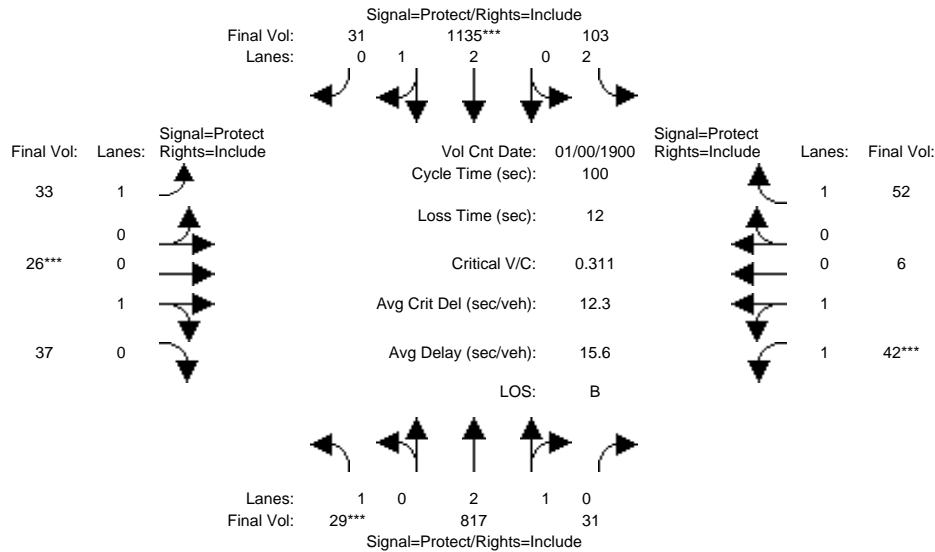 Signal=Protect/Rights=Include
Final Vol: 31 1135*** 103
Lanes: 0 1 2 0 2
Signal=Protect
Final Vol: Lanes: Rights=Include
Vol Cnt Date: 01/00/1900
Signal=Protect
Rights=Include Lanes: Final Vol:
Cycle Time (sec): 100
33 1
1 52
Loss Time (sec): 12
0
0
26*** 0
Critical V/C: 0.311
0 6
1
Avg Crit Del (sec/veh): 12.3
1
37 0
Avg Delay (sec/veh): 15.6
1 42***
LOS: B
Lanes: 1 0 2 1 0
Final Vol: 29*** 817 31
Signal=Protect/Rights=Include